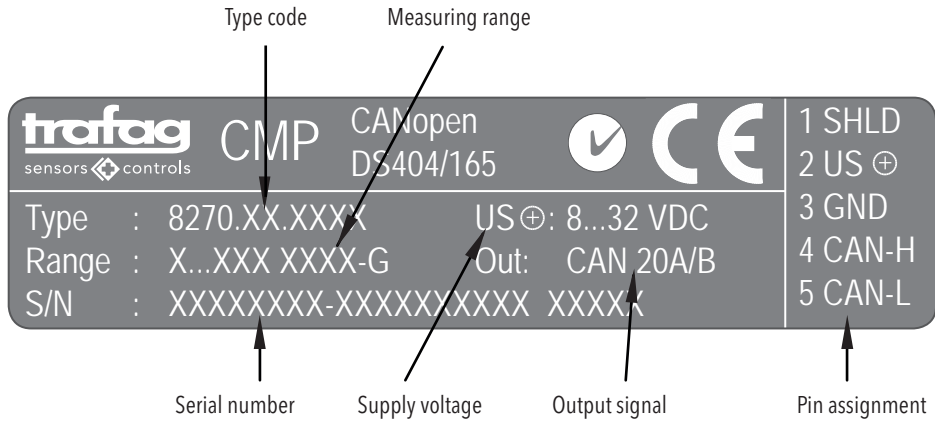 Type code
Measuring range
trafag
sensors controls
CMP
CANopen
DS404/165
CE
1 SHLD
2 US ⊕
3 GND
4 CAN-H
5 CAN-L
Type : 8270.XX.XXXX US⊕: 8...32 VDC
Range : X...XXX XXXX-G Out: CAN 20A/B
S/N : XXXXXXXX-XXXXXXXXXX XXXXX
Serial number
Supply voltage
Output signal
Pin assignment